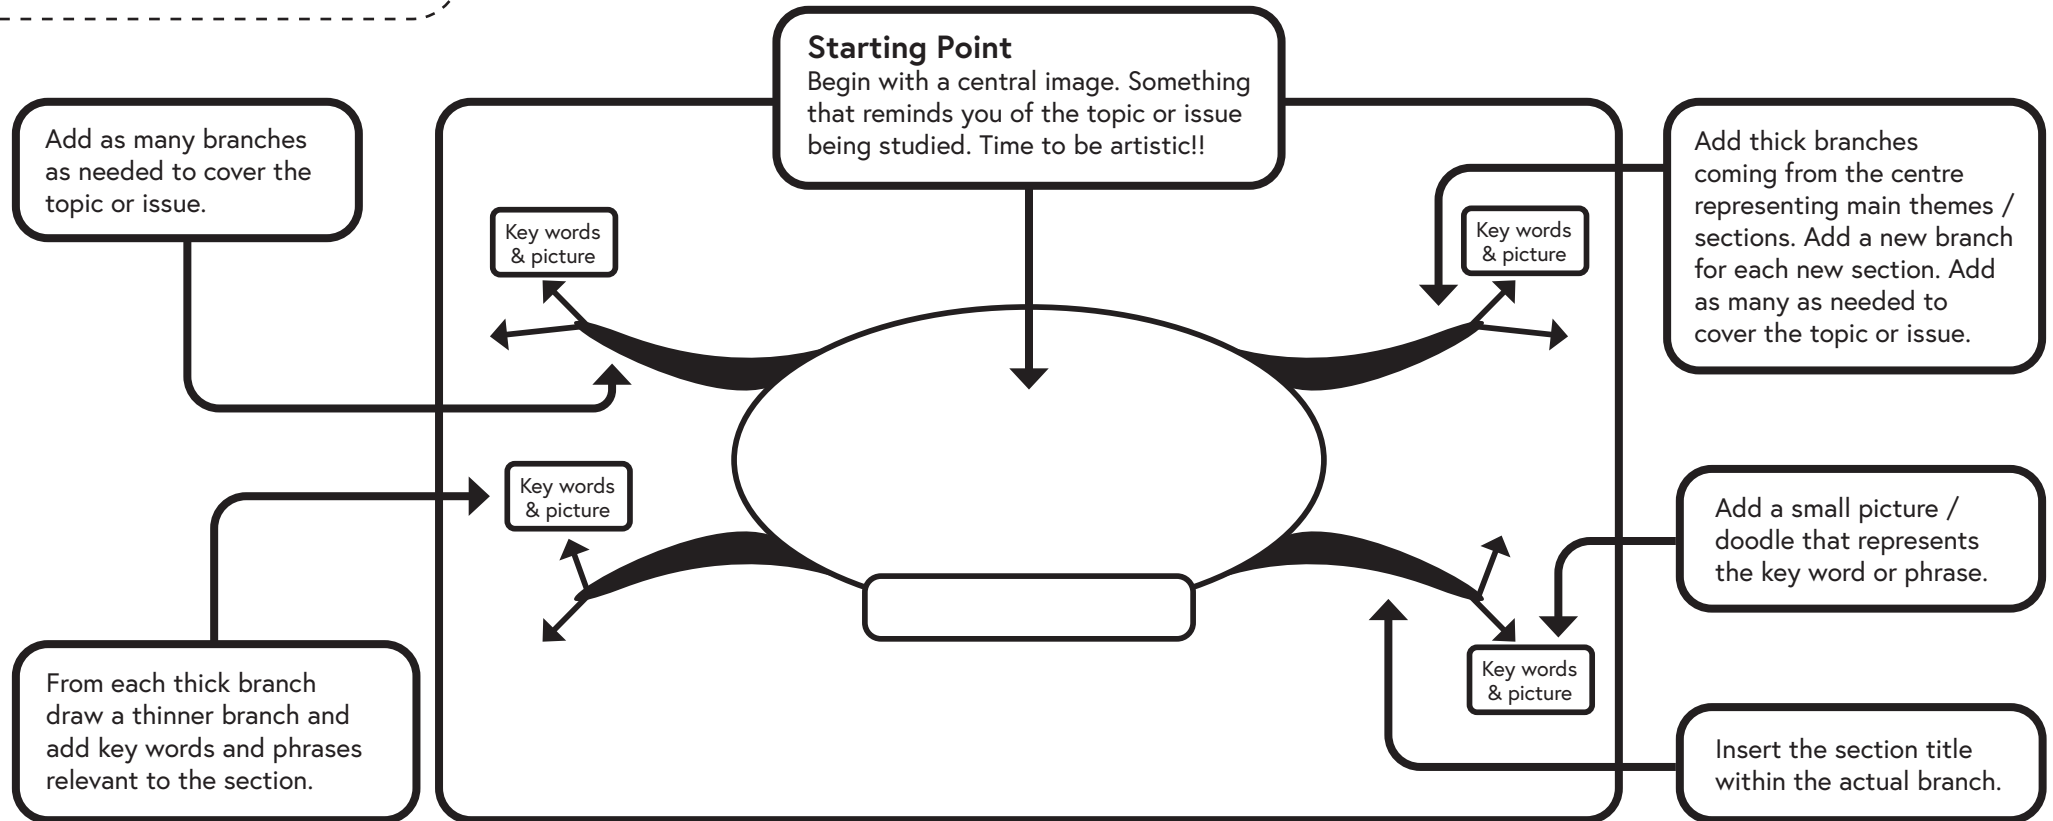 Starting Point
Begin with a central image. Something
that reminds you of the topic or issue
being studied. Time to be artistic!!
Add as many branches
as needed to cover the
topic or issue.
Add thick branches
coming from the centre
representing main themes /
sections. Add a new branch
for each new section. Add
as many as needed to
cover the topic or issue.
Key words
& picture
Key words
& picture
Key words
& picture
Add a small picture /
doodle that represents
the key word or phrase.
From each thick branch
draw a thinner branch and
add key words and phrases
relevant to the section.
Key words
& picture
Insert the section title
within the actual branch.